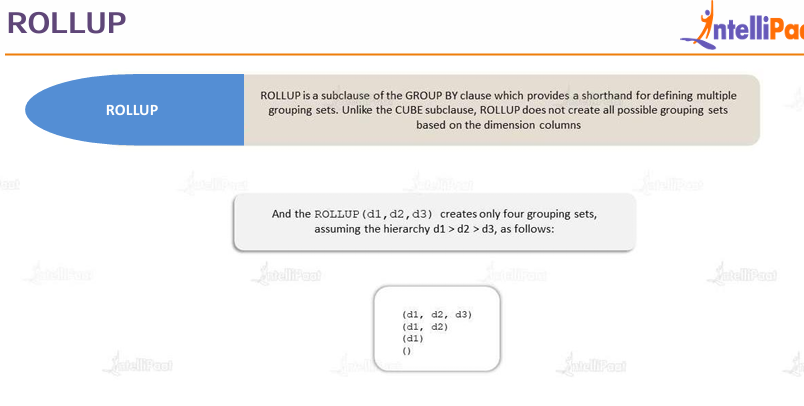 ROLLUP
IntelliPaa
ROLLUP
ROLLUP is a subclause of the GROUP BY clause which provides a shorthand for defining multiple
grouping sets. Unlike the CUBE subclause, ROLLUP does not create all possible grouping sets
based on the dimension columns
And the ROLLUP(d1,d2,d3) creates only four grouping sets,
assuming the hierarchy d1 > d2 > d3, as follows:
(d1, d2, d3)
(d1, d2)
(d1)
()